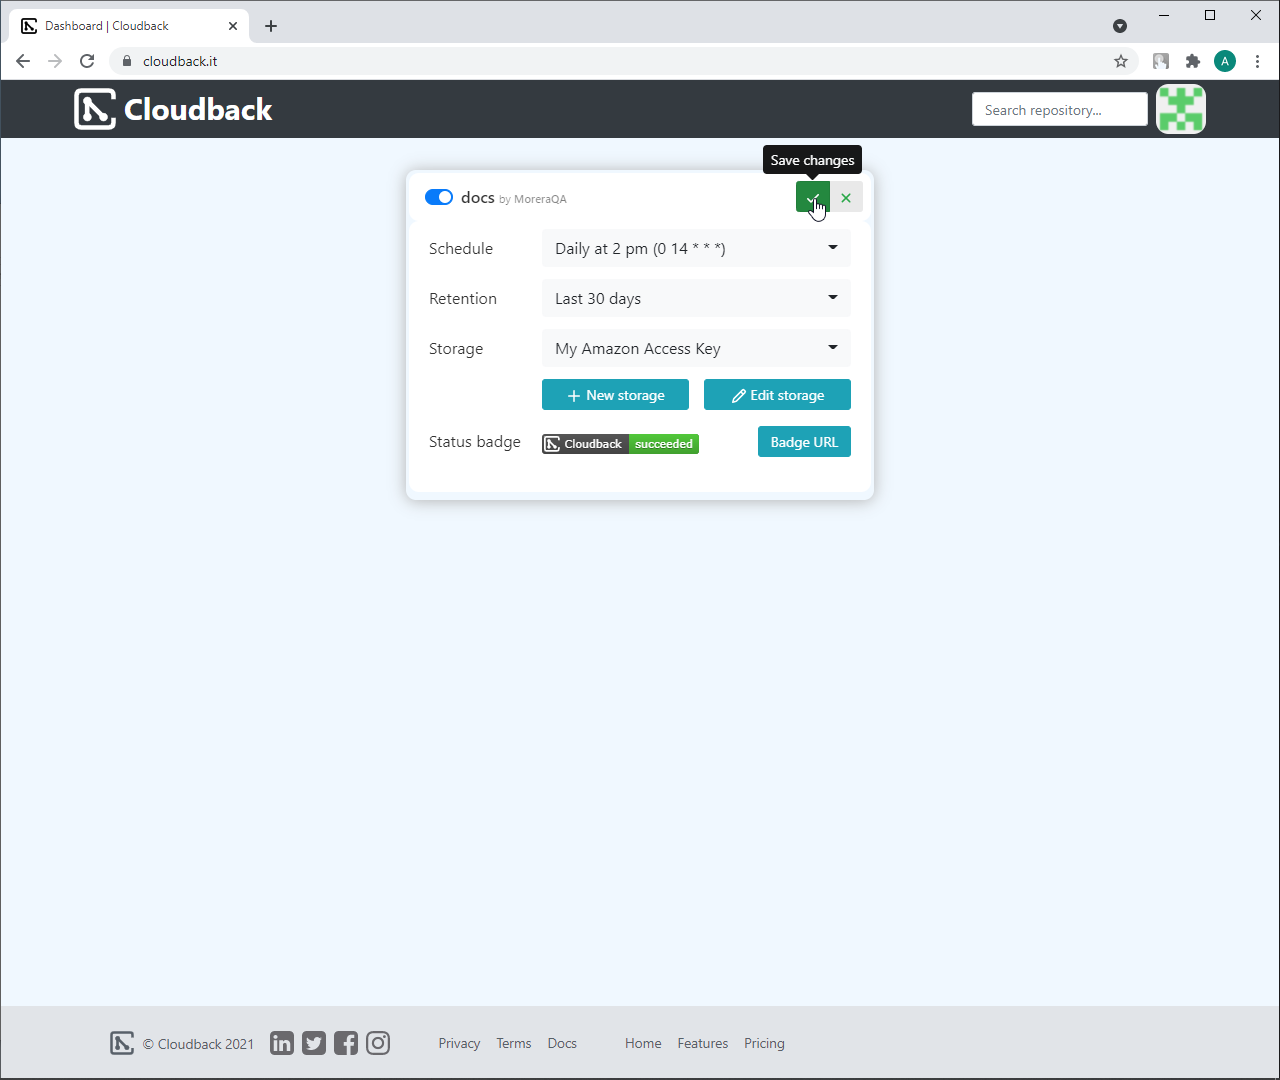 Dashboard | Cloudback
cloudback.it
A
Cloudback
Search repository...
Save changes
docs by MoreraQA
Schedule
Daily at 2 pm (0 14 * * *)
Retention
Last 30 days
Storage
My Amazon Access Key
New storage
Edit storage
Status badge
Cloudback succeeded
Badge URL
© Cloudback 2021
Privacy Terms Docs Home Features Pricing